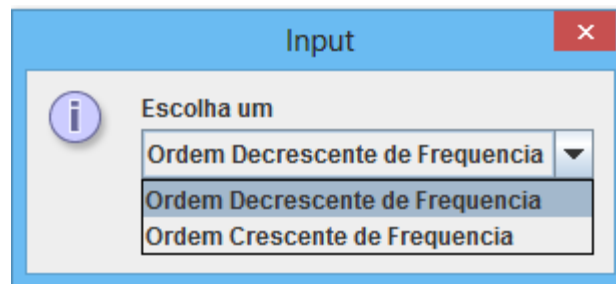 Input
Escolha um
Ordem Decrescente de Frequencia
Ordem Decrescente de Frequencia
Ordem Crescente de Frequencia